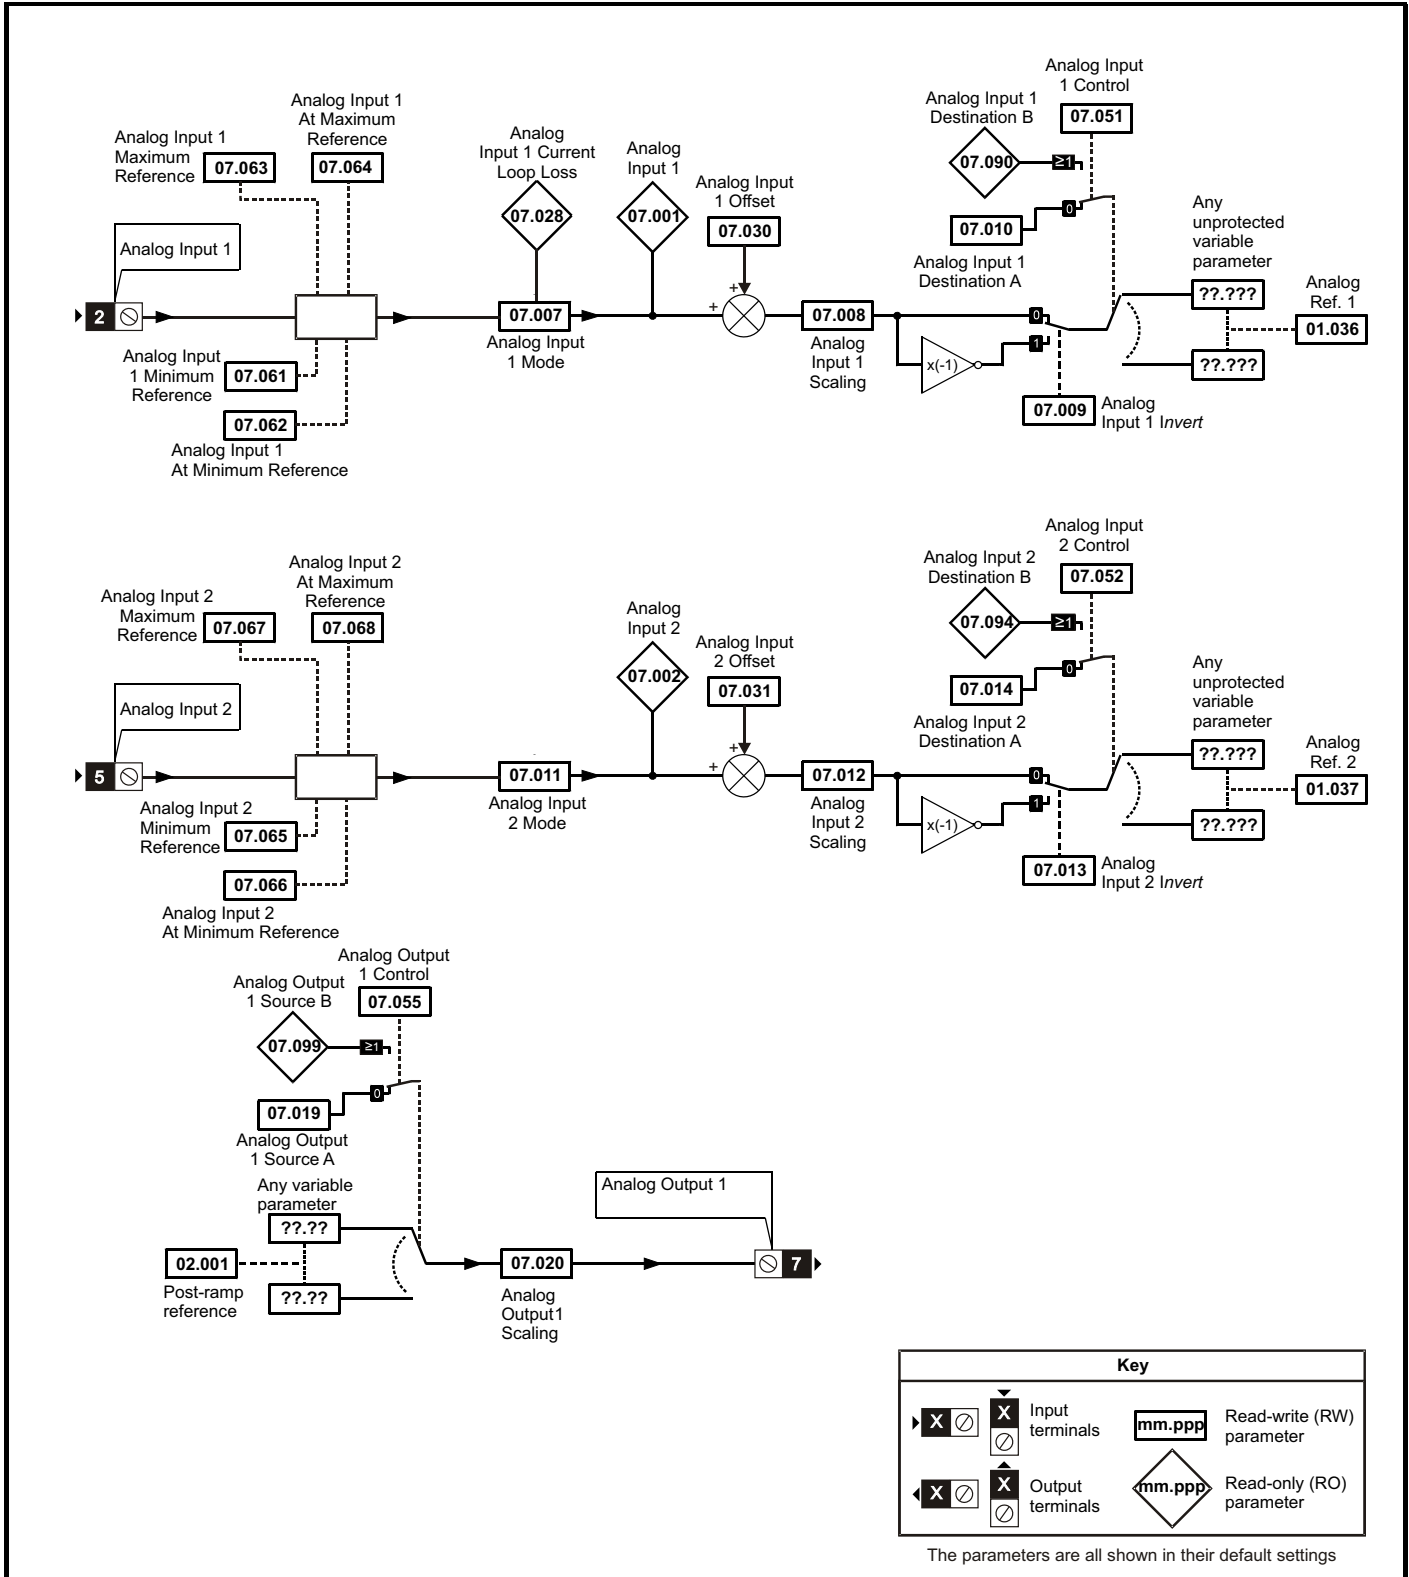 Analog Input 1
At Maximum
Reference
07.064
Analog Input 1
Maximum
Reference
07.063
Analog Input 1
2
Analog Input
1 Minimum
Reference
07.061
07.062
Analog Input 1
At Minimum Reference
Analog
Input 1 Current
Loop Loss
07.028
07.007
Analog Input
1 Mode
Analog
Input 1
07.001
Analog Input
1 Offset
07.030
+
+
07.008
Analog
Input 1
Scaling
x(-1)
Analog Input 1
Destination B
07.090
≥1
Analog Input
1 Control
07.051
0
07.010
Analog Input 1
Destination A
0
1
07.009
Analog
Input 1 Invert
Any
unprotected
variable
parameter
??.???
??.???
Analog
Ref. 1
01.036
Analog Input 2
At Maximum
Reference
07.068
Analog Input 2
Maximum
Reference
07.067
Analog Input 2
5
Analog Input 2
Minimum
Reference
07.065
07.066
Analog Input 2
At Minimum Reference
07.011
Analog Input
2 Mode
Analog
Input 2
07.002
Analog Input
2 Offset
07.031
+
+
07.012
Analog
Input 2
Scaling
x(-1)
Analog Input 2
Destination B
07.094
≥1
Analog Input
2 Control
07.052
0
07.014
Analog Input 2
Destination A
0
1
07.013
Analog
Input 2 Invert
Any
unprotected
variable
parameter
??.???
??.???
Analog
Ref. 2
01.037
Analog Output
1 Control
07.055
Analog Output
1 Source B
07.099
≥1
0
07.019
Analog Output
1 Source A
Any variable
parameter
??.??
02.001
Post-ramp
reference
??.??
07.020
Analog
Output1
Scaling
Analog Output 1
7
Key
X
X
Input
terminals
mm.ppp
Read-write (RW)
parameter
X
X
Output
terminals
mm.ppp
Read-only (RO)
parameter
The parameters are all shown in their default settings